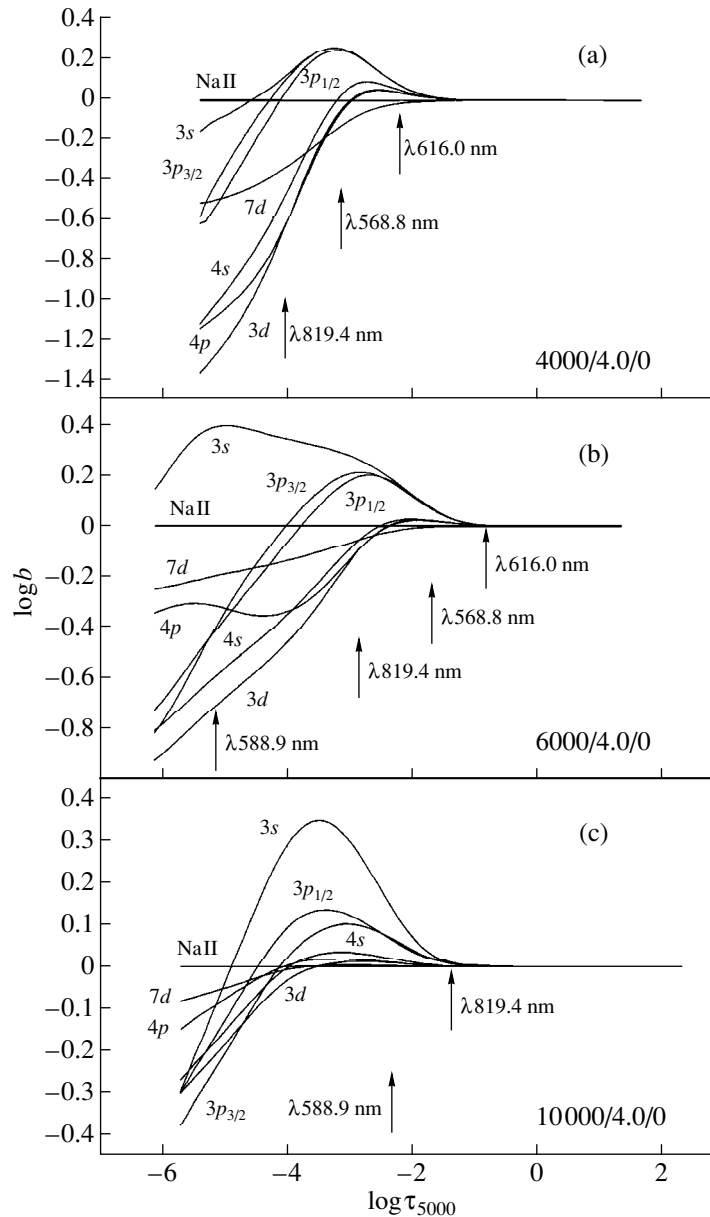 0.4
(a)
0.2
3p1/2
NaII
0
3s
−0.2
λ616.0 nm
3p3/2
−0.4
7d
−0.6
λ568.8 nm
4s
−0.8
−1.0
4p
3d
λ819.4 nm
−1.2
−1.4
4000/4.0/0
0.4
3s
(b)
3p3/2
0.2
3p1/2
NaII
0
λ616.0 nm
7d
−0.2
λ568.8 nm
4p
−0.4
4s
λ819.4 nm
−0.6
3d
−0.8
λ588.9 nm
6000/4.0/0
log b
0.4
3s
(c)
0.3
0.2
3p1/2
0.1
4s
NaII
0
7d
3d
−0.1
4p
λ819.4 nm
−0.2
−0.3
λ588.9 nm
3p3/2
−0.4
10000/4.0/0
−6 −4 −2 0 2
log τ5000